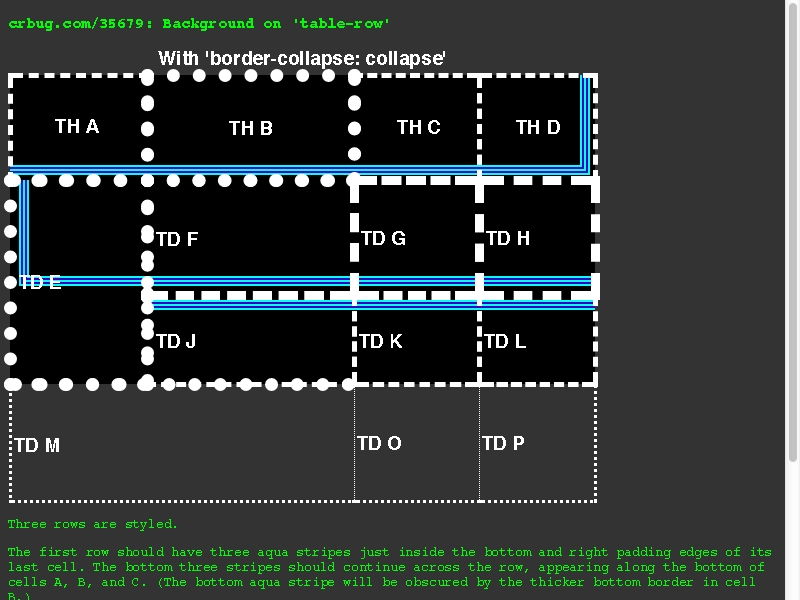 crbug.com/35679: Background on 'table-row'
With 'border-collapse: collapse'
TH A TH B TH C TH D
TD E TD F TD G TD H
TD J TD K TD L
TD M TD O TD P
Three rows are styled.
The first row should have three aqua stripes just inside the bottom and right padding edges of its
last cell. The bottom three stripes should continue across the row, appearing along the bottom of
cells A, B, and C. (The bottom aqua stripe will be obscured by the thicker bottom border in cell
B.)